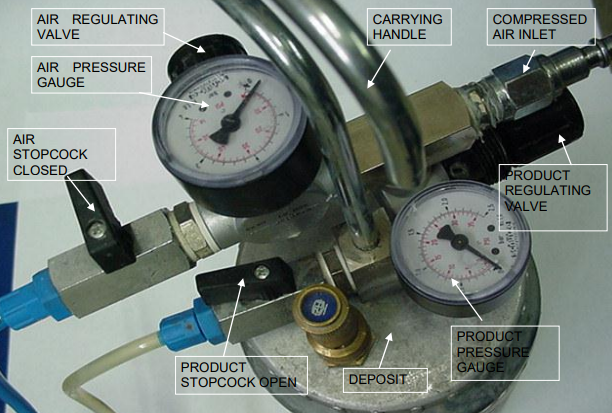 AIR REGULATING
VALVE
CARRYING
HANDLE
COMPRESSED
AIR INLET
AIR PRESSURE
GAUGE
AIR
STOPCOCK
CLOSED
PRODUCT
REGULATING
VALVE
PRODUCT
STOPCOCK OPEN
DEPOSIT
PRODUCT
PRESSURE
GAUGE